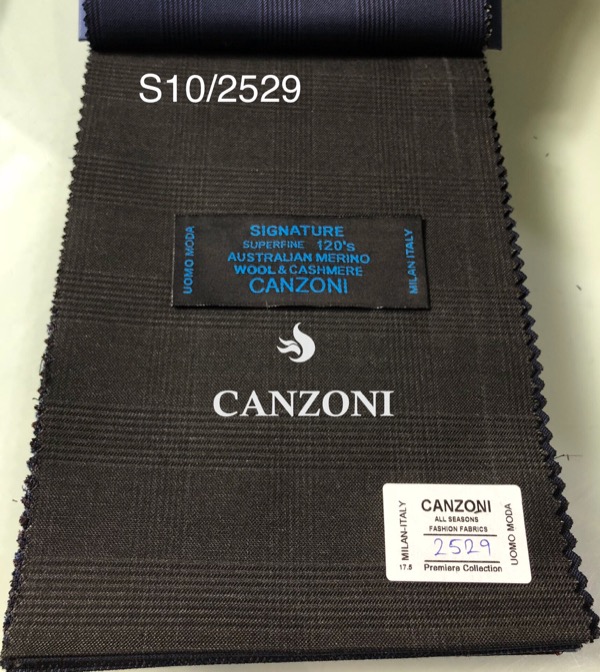 S10/2529
UOMO MODA
SIGNATURE
SUPERFINE 120's
AUSTRALIAN MERINO
WOOL & CASHMERE
CANZONI
MILAN ITALY
CANZONI
MILAN-ITALY
17.5
CANZONI
ALL SEASONS
FASHION FABRICS
2529
Premiere Collection
UOMO MODA